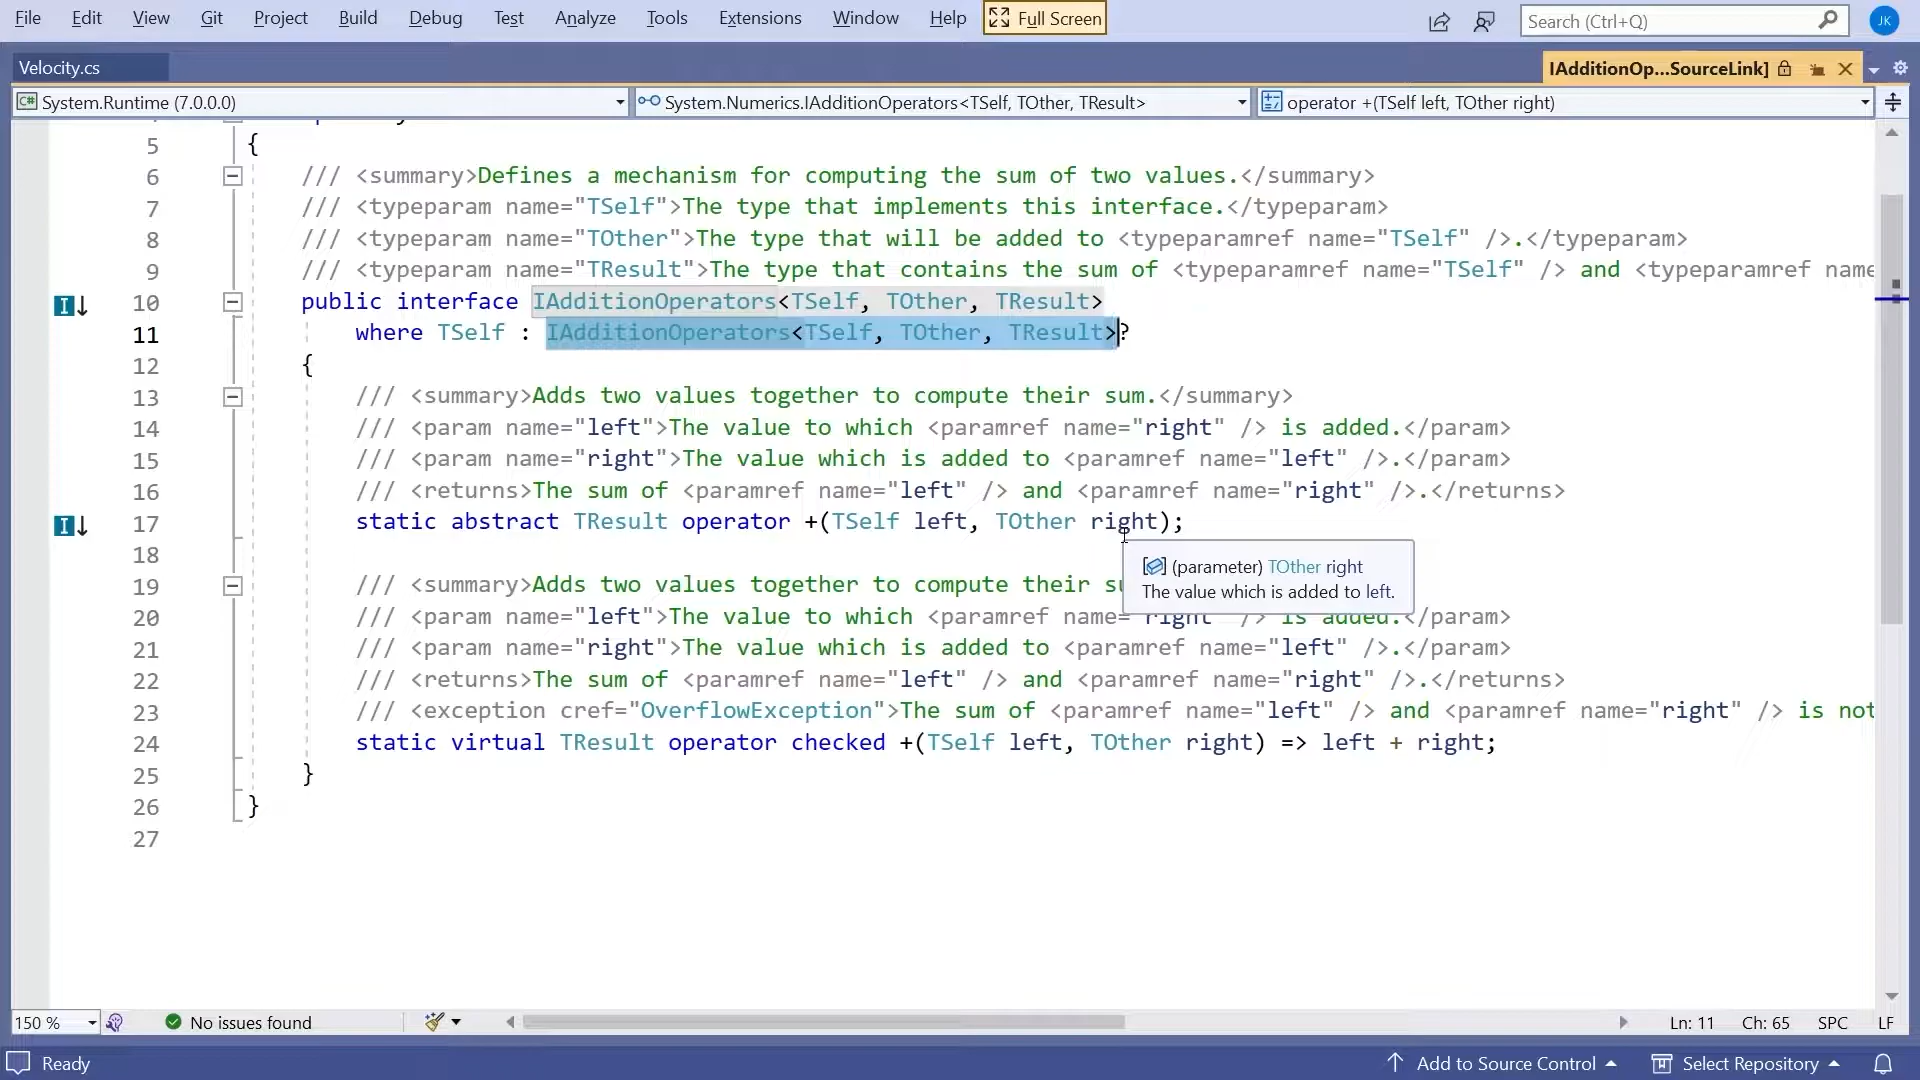 File Edit View Git Project Build Debug Test Analyze Tools Extensions Window Help Full Screen Search (Ctrl+Q) JK
Velocity.cs IAdditionOp...SourceLink]
C# System.Runtime (7.0.0.0) System.Numerics.IAdditionOperators<TSelf, TOther, TResult> operator +(TSelf left, TOther right)
5 {
6 /// <summary>Defines a mechanism for computing the sum of two values.</summary>
7 /// <typeparam name="TSelf">The type that implements this interface.</typeparam>
8 /// <typeparam name="TOther">The type that will be added to <typeparamref name="TSelf" />.</typeparam>
9 /// <typeparam name="TResult">The type that contains the sum of <typeparamref name="TSelf" /> and <typeparamref name
10 public interface IAdditionOperators<TSelf, TOther, TResult>
11 where TSelf : IAdditionOperators<TSelf, TOther, TResult>?
12 {
13 /// <summary>Adds two values together to compute their sum.</summary>
14 /// <param name="left">The value to which <paramref name="right" /> is added.</param>
15 /// <param name="right">The value which is added to <paramref name="left" />.</param>
16 /// <returns>The sum of <paramref name="left" /> and <paramref name="right" />.</returns>
17 static abstract TResult operator +(TSelf left, TOther right);
18
(parameter) TOther right
The value which is added to left.
19 /// <summary>Adds two values together to compute their
20 /// <param name="left">The value to which <paramref name="right" /> is added.</param>
21 /// <param name="right">The value which is added to <paramref name="left" />.</param>
22 /// <returns>The sum of <paramref name="left" /> and <paramref name="right" />.</returns>
23 /// <exception cref="OverflowException">The sum of <paramref name="left" /> and <paramref name="right" /> is not
24 static virtual TResult operator checked +(TSelf left, TOther right) => left + right;
25 }
26 }
27
150 % No issues found Ln: 11 Ch: 65 SPC LF
Ready Add to Source Control Select Repository